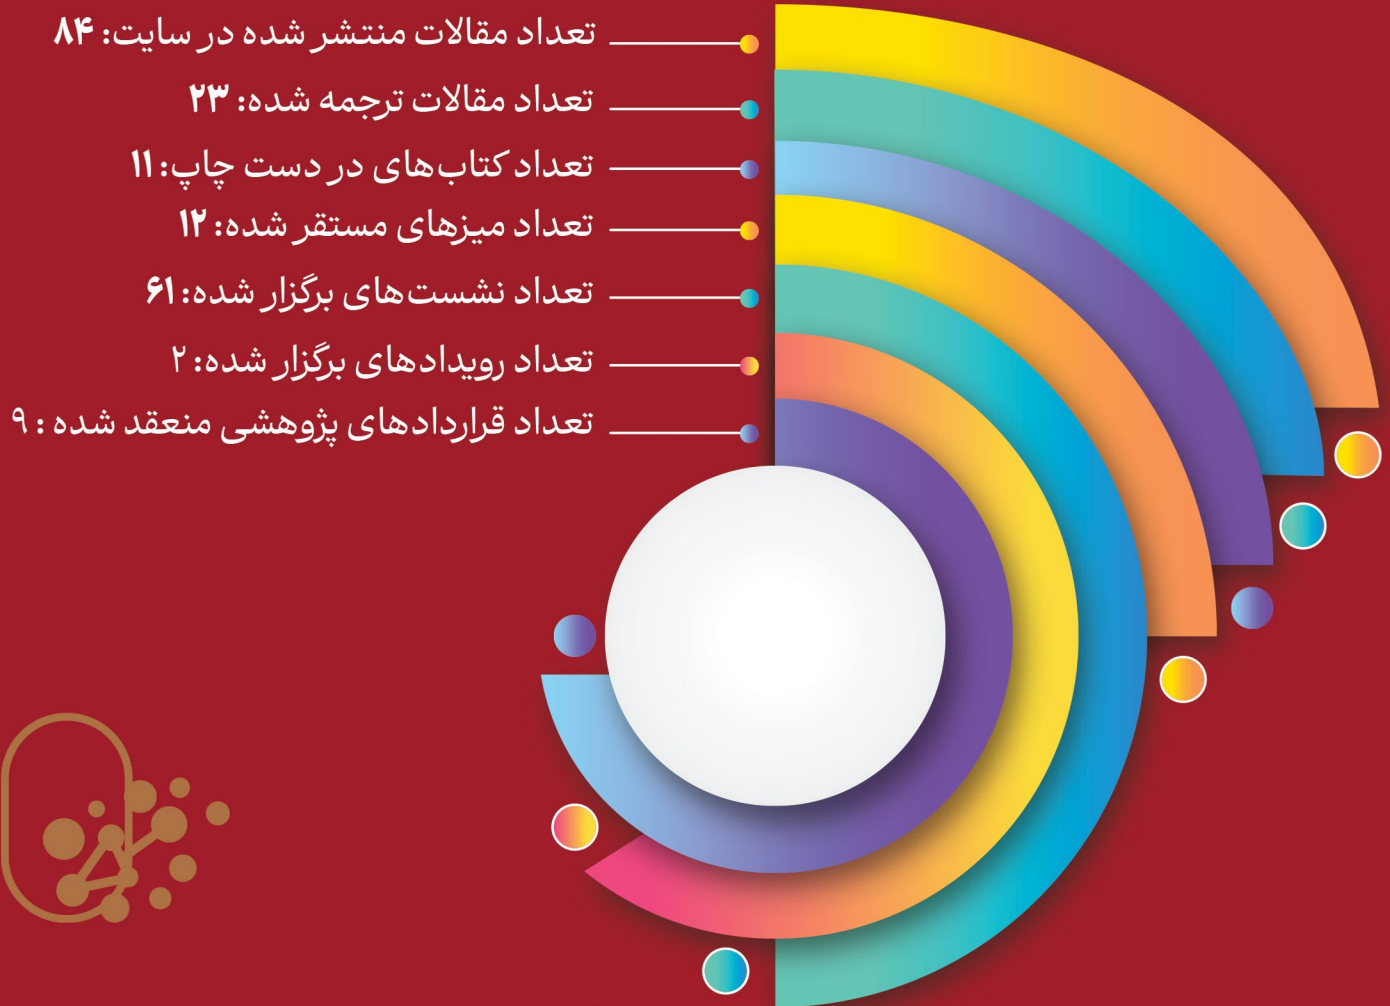 تعداد مقالات منتشر شده در سایت: ۸۴
تعداد مقالات ترجمه شده: ۲۳
تعداد کتاب‌های در دست چاپ: ۱۱
تعداد میزهای مستقر شده: ۱۲
تعداد نشست‌های برگزار شده: ۶۱
تعداد رویدادهای برگزار شده: ۲
تعداد قراردادهای پژوهشی منعقد شده : ۹